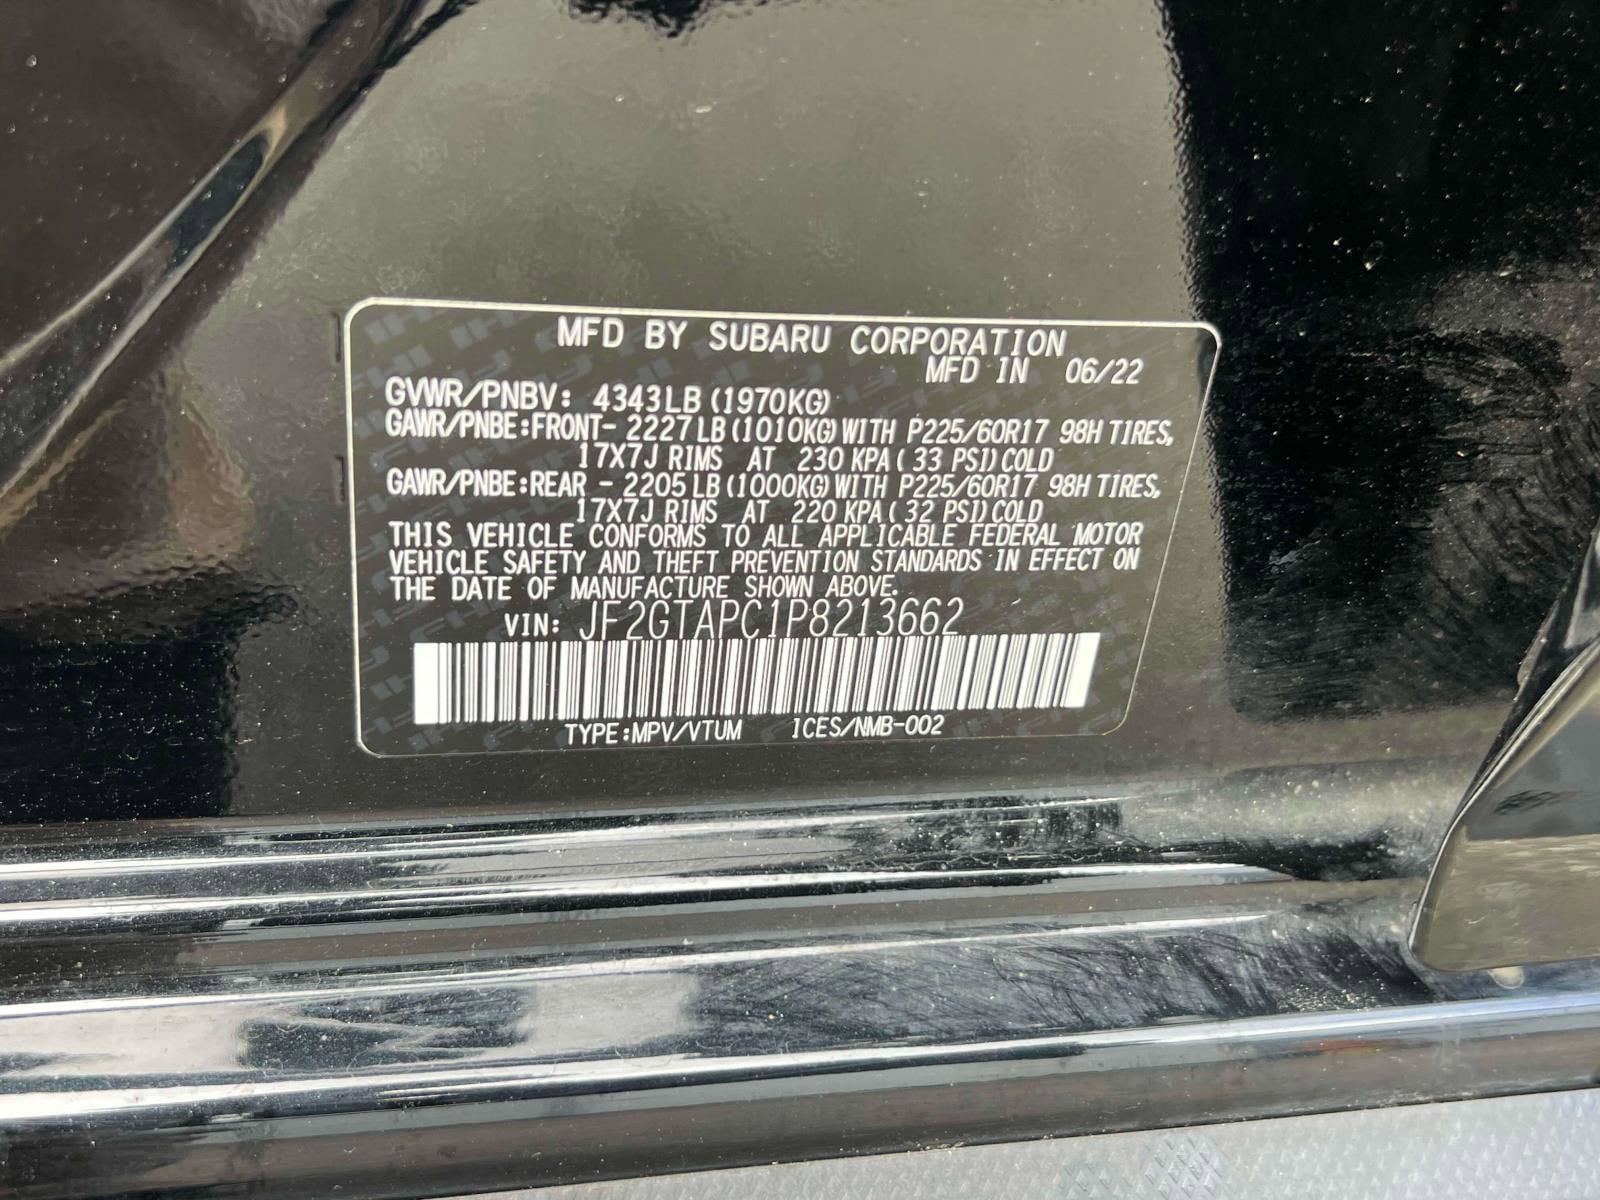 MFD BY SUBARU CORPORATION
MFD IN 06/22
GVWR/PNBV: 4343LB (1970KG)
GAWR/PNBE:FRONT- 2227LB(1010KG)WITH P225/60R17 98H TIRES,
17X7J RIMS AT 230 KPA( 33 PSI)COLD
GAWR/PNBE:REAR - 2205LB(1000KG)WITH P225/60R17 98H TIRES,
17X7J RIMS AT 220 KPA( 32 PSI)COLD
THIS VEHICLE CONFORMS TO ALL APPLICABLE FEDERAL MOTOR
VEHICLE SAFETY AND THEFT PREVENTION STANDARDS IN EFFECT ON
THE DATE OF MANUFACTURE SHOWN ABOVE.
VIN: JF2GTAPC1P8213662
TYPE:MPV/VTUM ICES/NMB-002